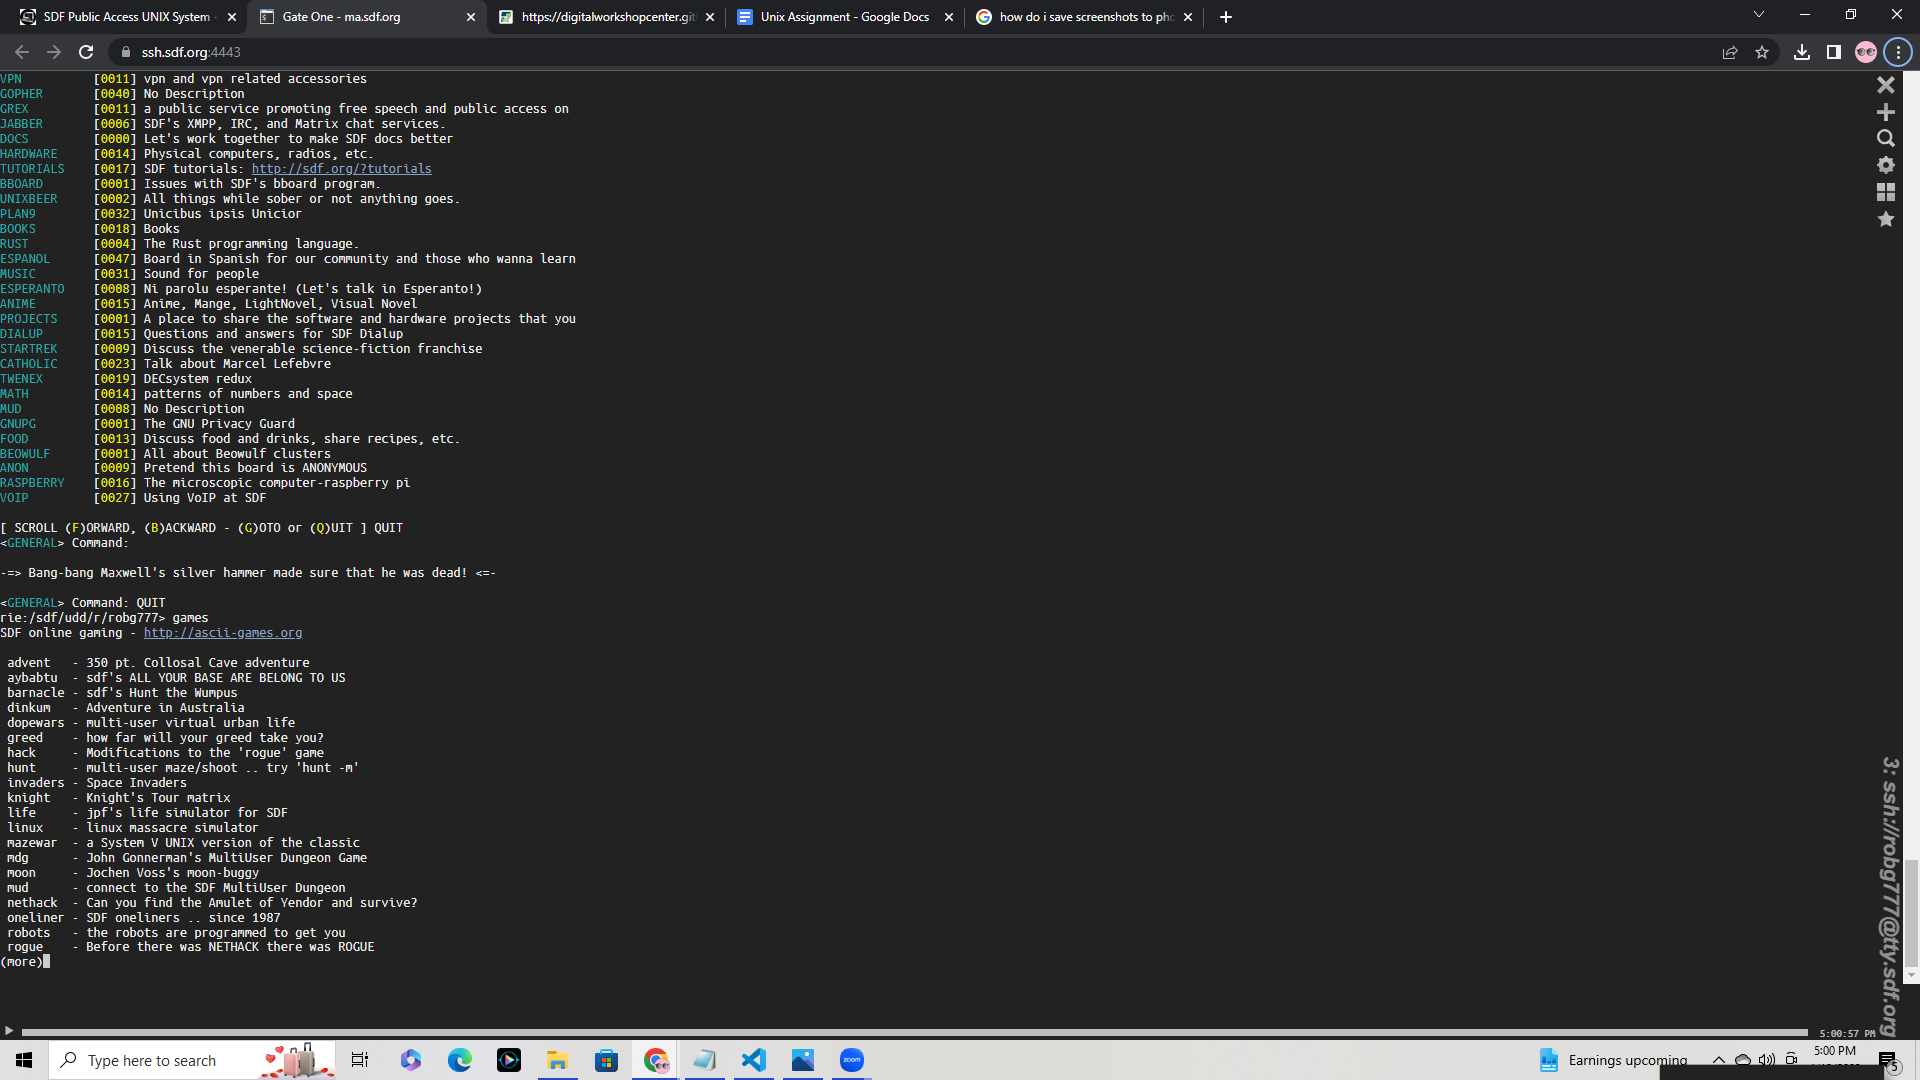 SDF Public Access UNIX System -
Gate One - ma.sdf.org
https://digitalworkshopcenter.git
Unix Assignment - Google Docs
how do i save screenshots to pho
ssh.sdf.org:4443
VPN [0011] vpn and vpn related accessories
GOPHER [0040] No Description
GREX [0011] a public service promoting free speech and public access on
JABBER [0006] SDF's XMPP, IRC, and Matrix chat services.
DOCS [0000] Let's work together to make SDF docs better
HARDWARE [0014] Physical computers, radios, etc.
TUTORIALS [0017] SDF tutorials: http://sdf.org/?tutorials
BBOARD [0001] Issues with SDF's bboard program.
UNIXBEER [0002] All things while sober or not anything goes.
PLAN9 [0032] Unicibus ipsis Unicior
BOOKS [0018] Books
RUST [0004] The Rust programming language.
ESPANOL [0047] Board in Spanish for our community and those who wanna learn
MUSIC [0031] Sound for people
ESPERANTO [0008] Ni parolu esperante! (Let's talk in Esperanto!)
ANIME [0015] Anime, Mange, LightNovel, Visual Novel
PROJECTS [0001] A place to share the software and hardware projects that you
DIALUP [0015] Questions and answers for SDF Dialup
STARTREK [0009] Discuss the venerable science-fiction franchise
CATHOLIC [0023] Talk about Marcel Lefebvre
TWENEX [0019] DECsystem redux
MATH [0014] patterns of numbers and space
MUD [0008] No Description
GNUPG [0001] The GNU Privacy Guard
FOOD [0013] Discuss food and drinks, share recipes, etc.
BEOWULF [0001] All about Beowulf clusters
ANON [0009] Pretend this board is ANONYMOUS
RASPBERRY [0016] The microscopic computer-raspberry pi
VOIP [0027] Using VoIP at SDF
[ SCROLL (F)ORWARD, (B)ACKWARD - (G)OTO or (Q)UIT ] QUIT
<GENERAL> Command:
-=> Bang-bang Maxwell's silver hammer made sure that he was dead! <=-
<GENERAL> Command: QUIT
rie:/sdf/udd/r/robg777> games
SDF online gaming - http://ascii-games.org
advent - 350 pt. Collosal Cave adventure
aybabtu - sdf's ALL YOUR BASE ARE BELONG TO US
barnacle - sdf's Hunt the Wumpus
dinkum - Adventure in Australia
dopewars - multi-user virtual urban life
greed - how far will your greed take you?
hack - Modifications to the 'rogue' game
hunt - multi-user maze/shoot .. try 'hunt -m'
invaders - Space Invaders
knight - Knight's Tour matrix
life - jpf's life simulator for SDF
linux - linux massacre simulator
mazewar - a System V UNIX version of the classic
mdg - John Gonnerman's MultiUser Dungeon Game
moon - Jochen Voss's moon-buggy
mud - connect to the SDF MultiUser Dungeon
nethack - Can you find the Amulet of Yendor and survive?
oneliner - SDF oneliners .. since 1987
robots - the robots are programmed to get you
rogue - Before there was NETHACK there was ROGUE
(more)
3: ssh://robg777@tty.sdf.org
5:00:57 PM
Type here to search
zoom
Earnings upcoming
5:00 PM
5